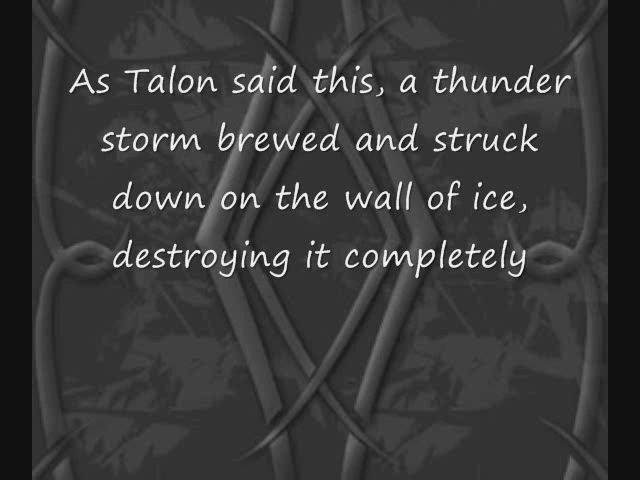 As Talon said this, a thunder
storm brewed and struck
down on the wall of ice,
destroying it completely